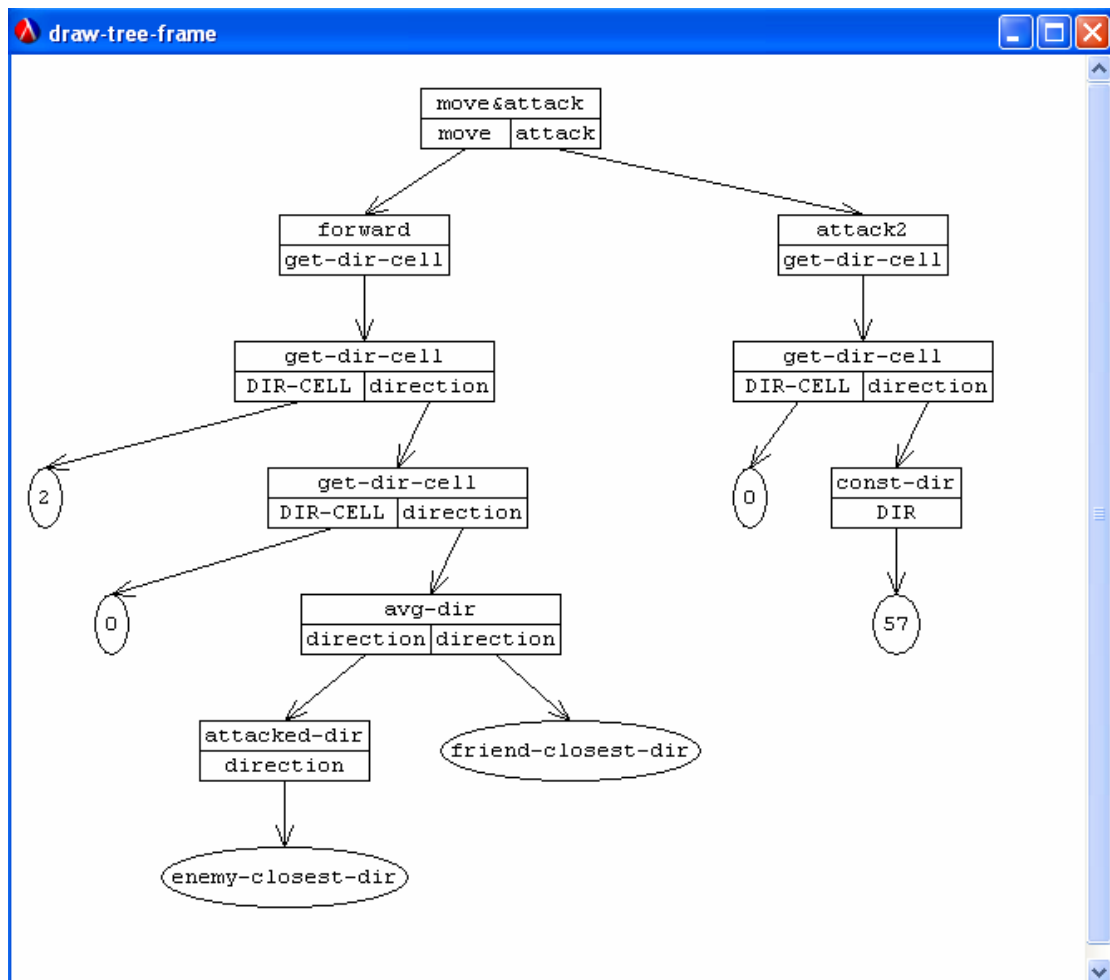 draw-tree-frame
move&attack
move attack
forward
get-dir-cell
attack2
get-dir-cell
get-dir-cell
DIR-CELL direction
get-dir-cell
DIR-CELL direction
2
get-dir-cell
DIR-CELL direction
0
const-dir
DIR
0
avg-dir
direction direction
57
attacked-dir
direction
friend-closest-dir
enemy-closest-dir